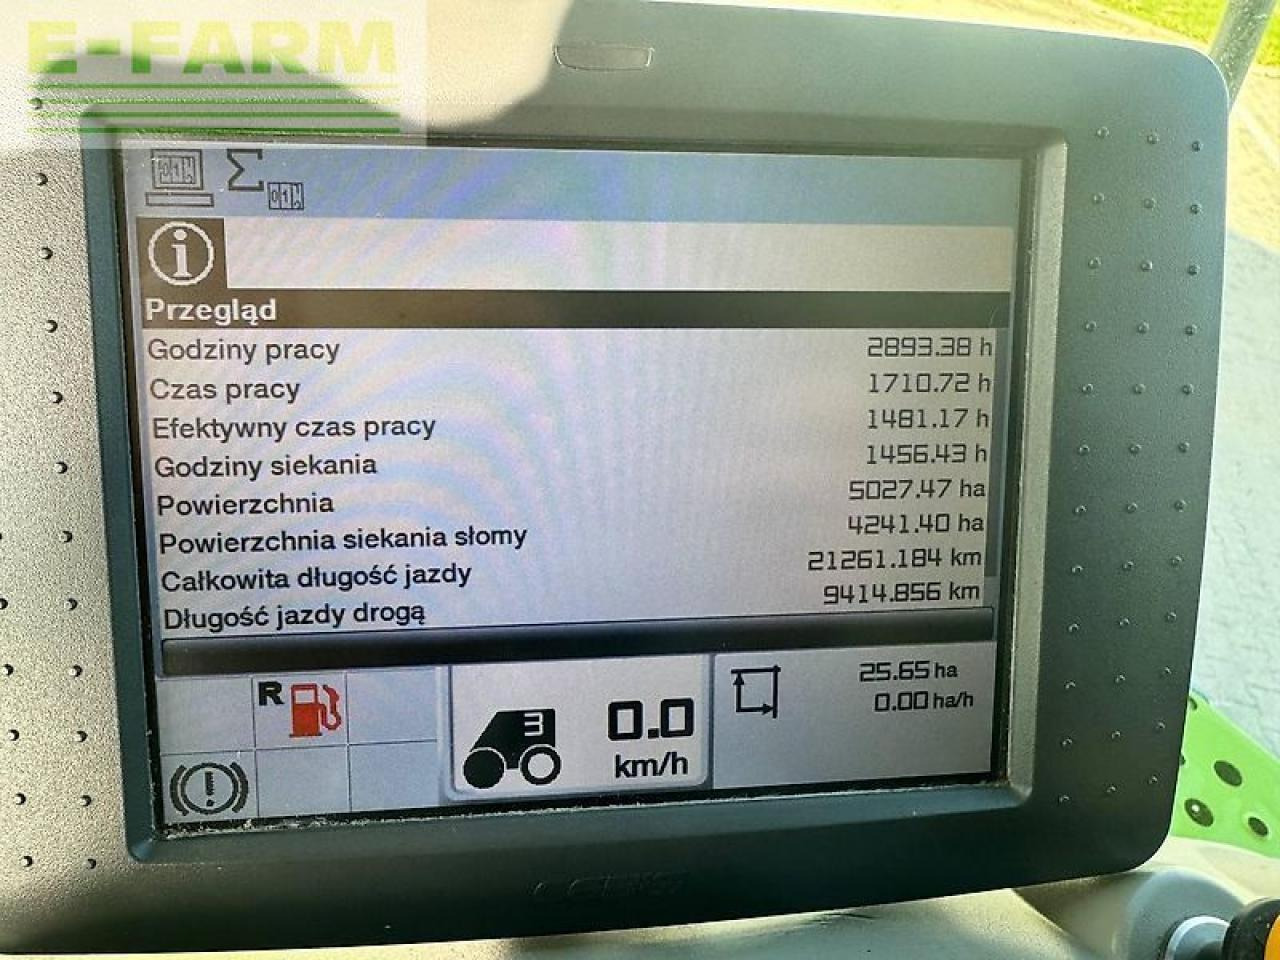 E-FARM
Przegląd
Godziny pracy 2893.38 h
Czas pracy 1710.72 h
Efektywny czas pracy 1481.17 h
Godziny siekania 1456.43 h
Powierzchnia 5027.47 ha
Powierzchnia siekania słomy 4241.40 ha
Całkowita długość jazdy 21261.184 km
Długość jazdy drogą 9414.856 km
R
3
0.0
km/h
25.65 ha
0.00 ha/h